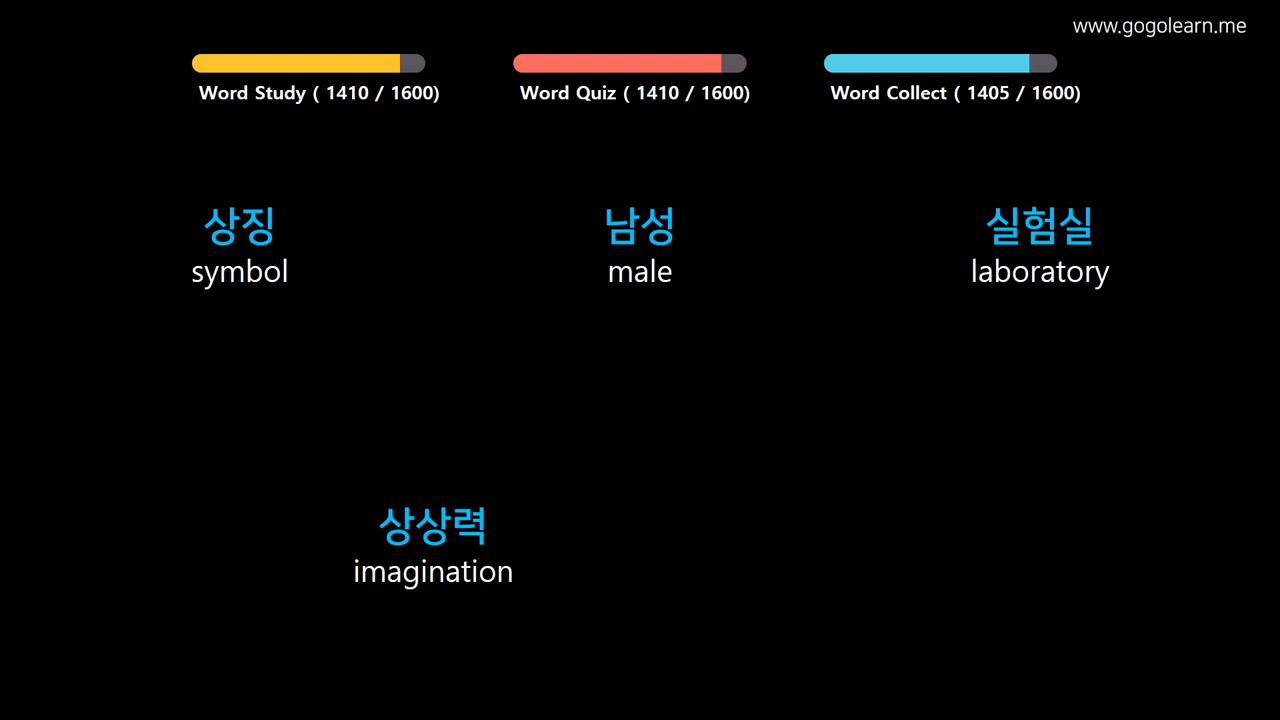 www.gogolearn.me
Word Study ( 1410 / 1600)
Word Quiz ( 1410 / 1600)
Word Collect ( 1405 / 1600)
상징
symbol
남성
male
실험실
laboratory
상상력
imagination